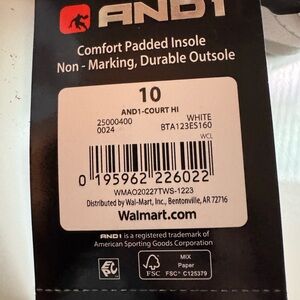 AND1
Comfort Padded Insole
Non - Marking, Durable Outsole
10
AND1-COURT HI
25000400 WHITE
0024 BTA123ES160
WCL
0 195962 226022
WMAO20227TWS-1223
Distributed by Wal-Mart, Inc., Bentonville, AR 72716
Walmart.com
AND1 is a registered trademark of
American Sporting Goods Corporation
FSC
MIX
Paper
FSC® C125379